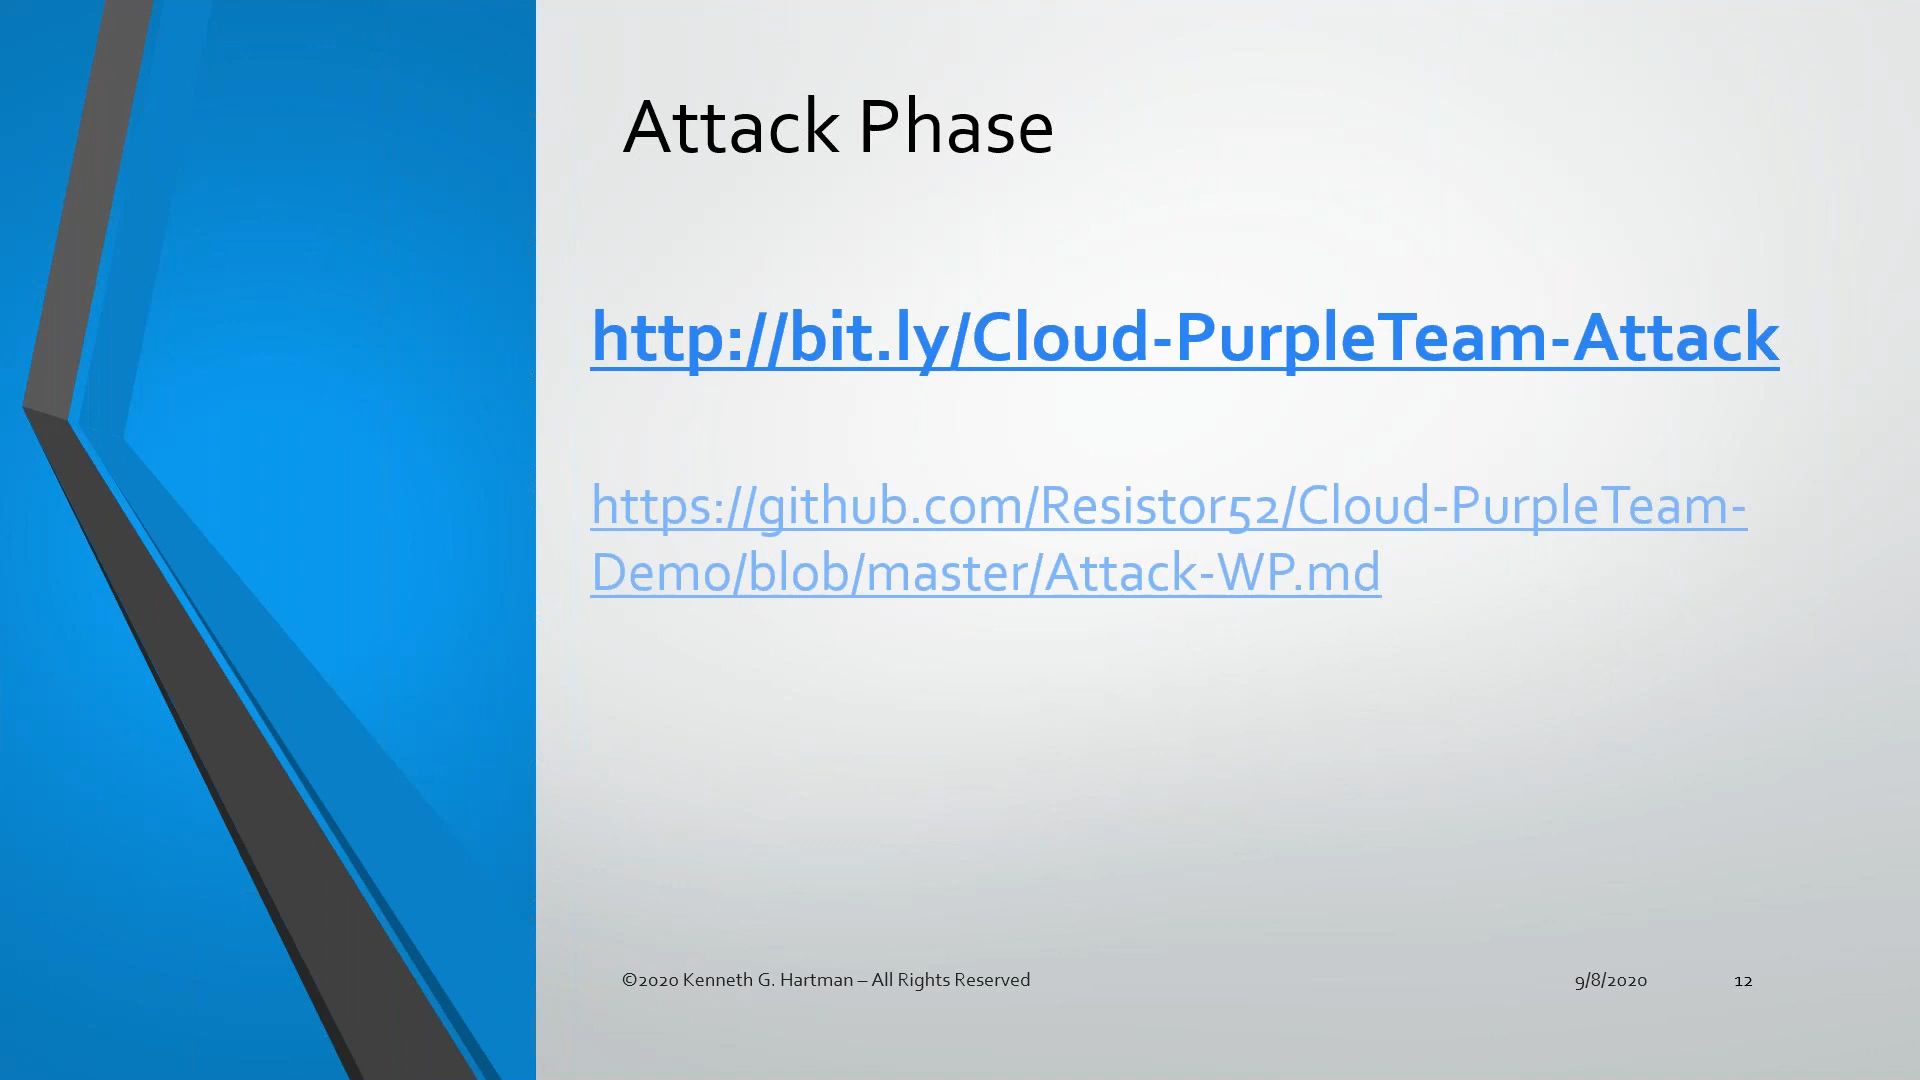 Attack Phase
http://bit.ly/Cloud-PurpleTeam-Attack
https://github.com/Resistor52/Cloud-PurpleTeam-
Demo/blob/master/Attack-WP.md
©2020 Kenneth G. Hartman – All Rights Reserved
9/8/2020
12